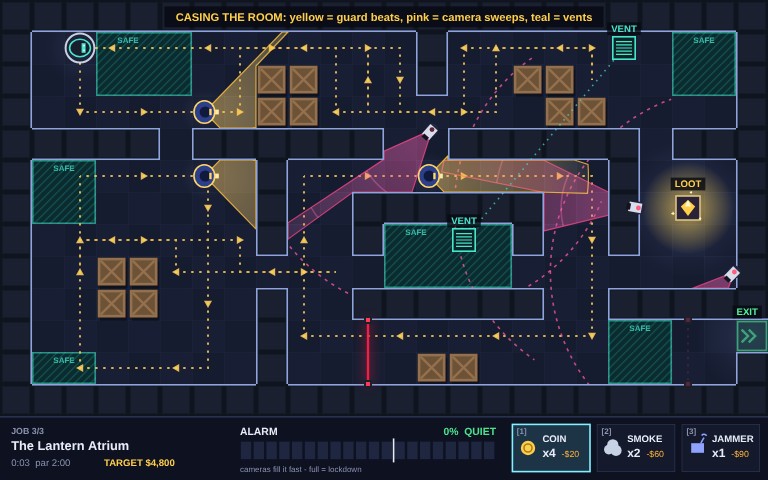 CASING THE ROOM: yellow = guard beats, pink = camera sweeps, teal = vents
VENT
SAFE
SAFE
SAFE
LOOT
VENT
SAFE
EXIT
SAFE
SAFE
JOB 3/3
The Lantern Atrium
0:03 par 2:00 TARGET $4,800
ALARM 0% QUIET
cameras fill it fast - full = lockdown
[1] COIN
x4 -$20
[2] SMOKE
x2 -$60
[3] JAMMER
x1 -$90